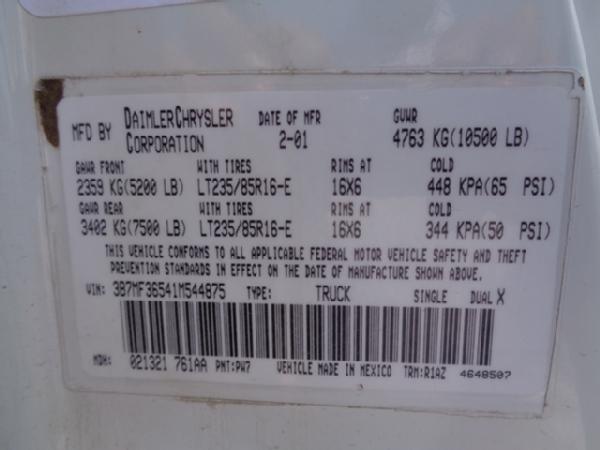 MFD BY DAIMLERCHRYSLER CORPORATION DATE OF MFR 2-01 GVWR 4763 KG(10500 LB)
GAWR FRONT WITH TIRES RIMS AT COLD
2359 KG(5200 LB) LT235/85R16-E 16X6 448 KPA(65 PSI)
GAWR REAR WITH TIRES RIMS AT COLD
3402 KG(7500 LB) LT235/85R16-E 16X6 344 KPA(50 PSI)
THIS VEHICLE CONFORMS TO ALL APPLICABLE FEDERAL MOTOR VEHICLE SAFETY AND THEFT
PREVENTION STANDARDS IN EFFECT ON THE DATE OF MANUFACTURE SHOWN ABOVE.
VIN: 3B7MF36541M544875 TYPE: TRUCK SINGLE DUAL X
MDH: 021321 761AA PNT:PW7 VEHICLE MADE IN MEXICO TRM:R1AZ 4648507